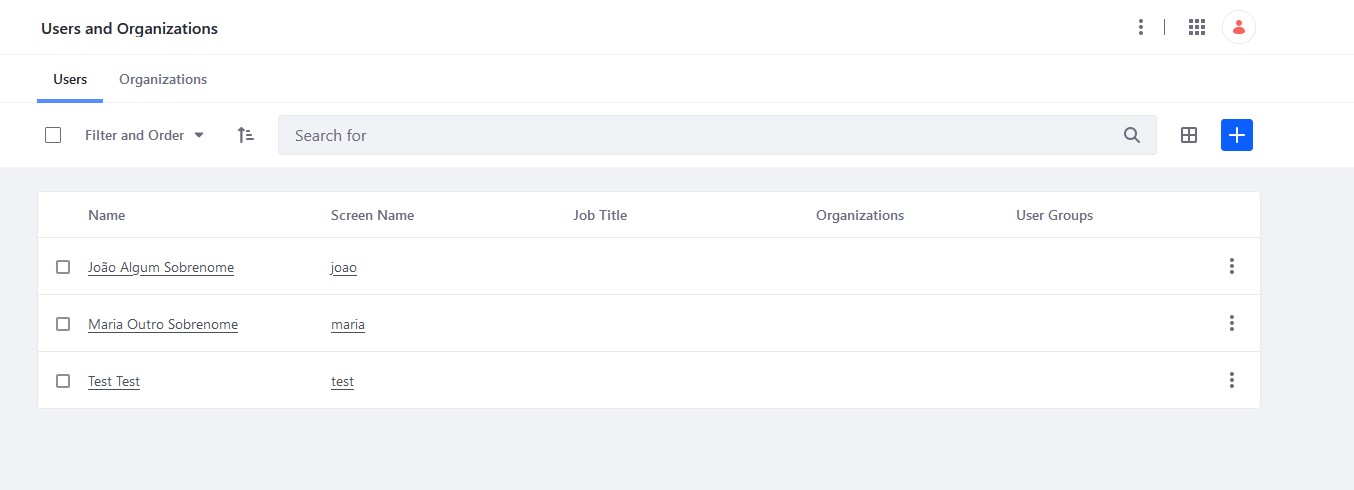 Users and Organizations
Users Organizations
Filter and Order Search for
Name Screen Name Job Title Organizations User Groups
João Algum Sobrenome joao
Maria Outro Sobrenome maria
Test Test test